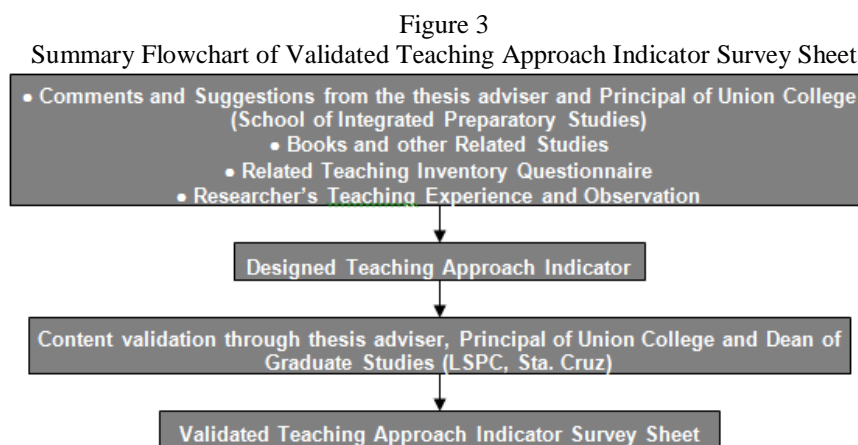 Figure 3
Summary Flowchart of Validated Teaching Approach Indicator Survey Sheet
● Comments and Suggestions from the thesis adviser and Principal of Union College
(School of Integrated Preparatory Studies)
● Books and other Related Studies
● Related Teaching Inventory Questionnaire
● Researcher's Teaching Experience and Observation
Designed Teaching Approach Indicator
Content validation through thesis adviser, Principal of Union College and Dean of
Graduate Studies (LSPC, Sta. Cruz)
Validated Teaching Approach Indicator Survey Sheet